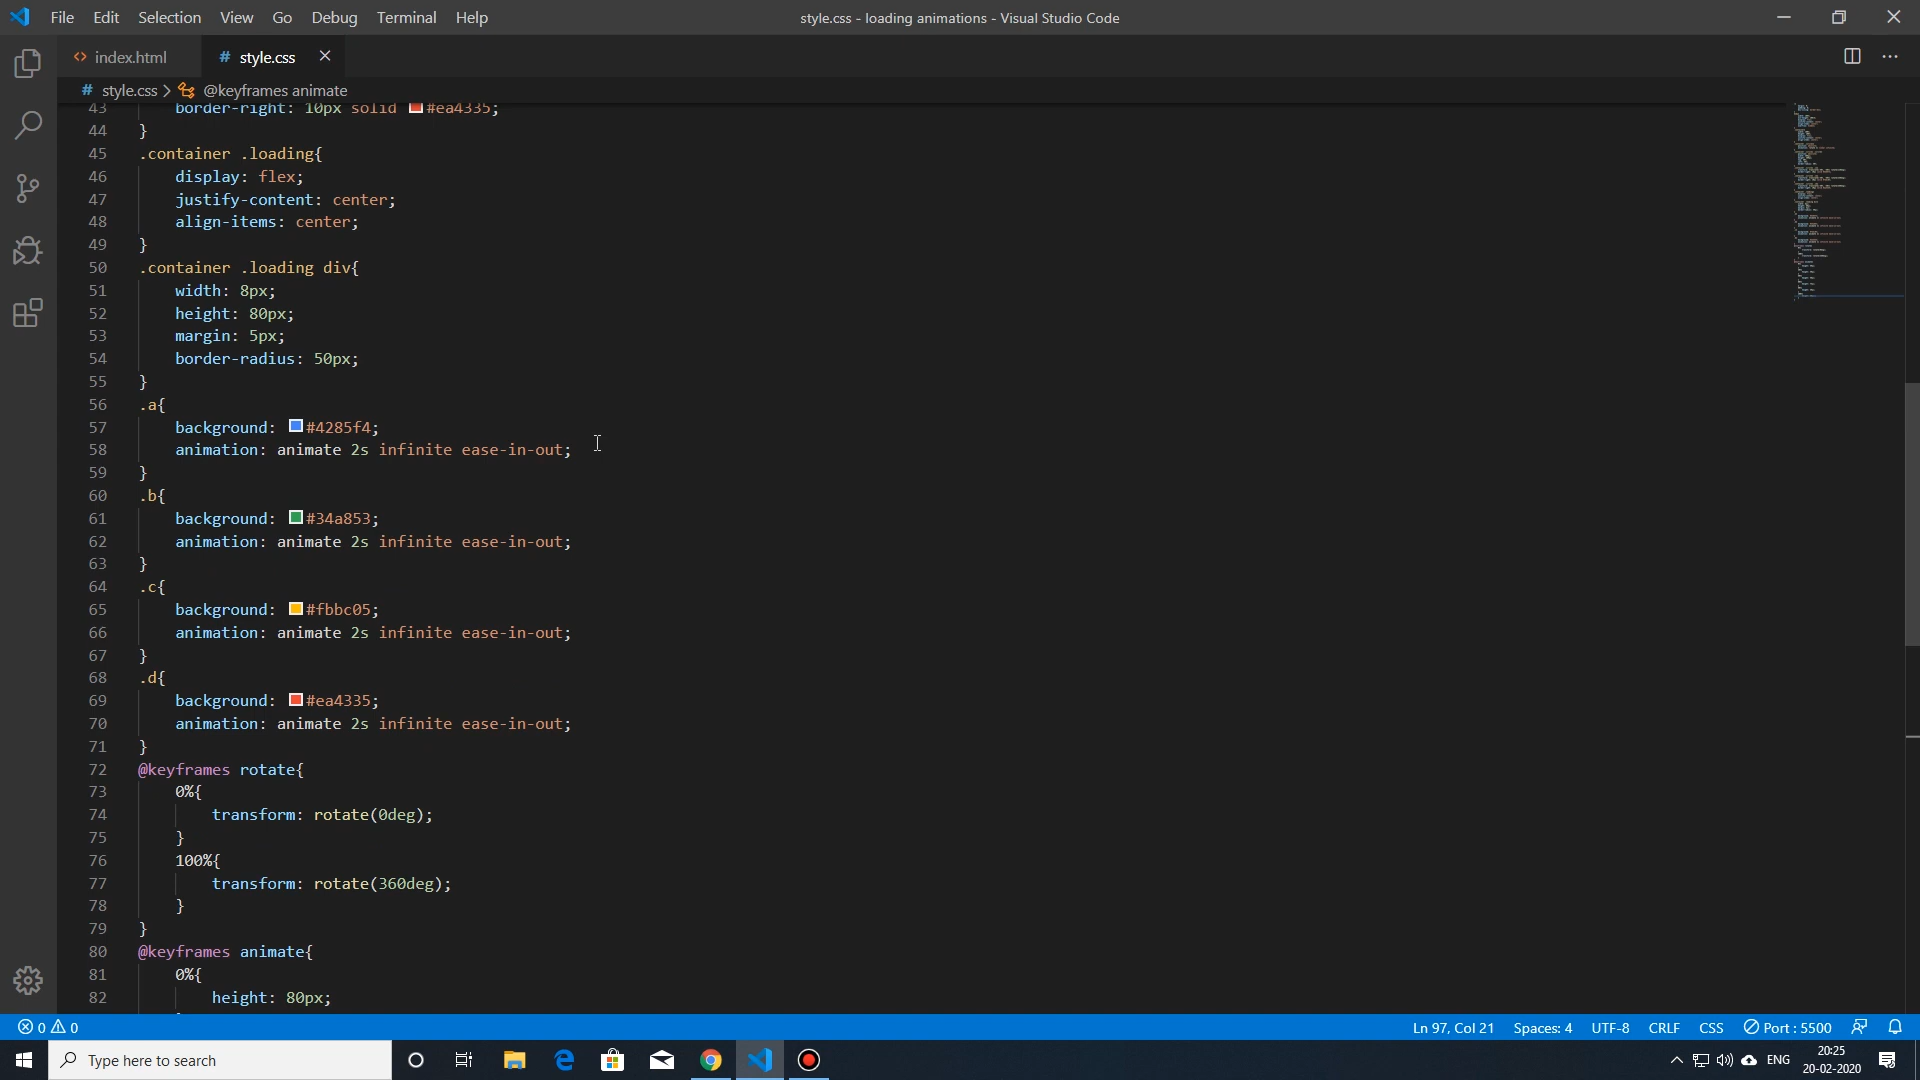 File Edit Selection View Go Debug Terminal Help
style.css - loading animations - Visual Studio Code
index.html
# style.css
# style.css > @keyframes animate
43 border-right: 10px solid #ea4335;
44 }
45 .container .loading{
46 display: flex;
47 justify-content: center;
48 align-items: center;
49 }
50 .container .loading div{
51 width: 8px;
52 height: 80px;
53 margin: 5px;
54 border-radius: 50px;
55 }
56 .a{
57 background: #4285f4;
58 animation: animate 2s infinite ease-in-out;
59 }
60 .b{
61 background: #34a853;
62 animation: animate 2s infinite ease-in-out;
63 }
64 .c{
65 background: #fbbc05;
66 animation: animate 2s infinite ease-in-out;
67 }
68 .d{
69 background: #ea4335;
70 animation: animate 2s infinite ease-in-out;
71 }
72 @keyframes rotate{
73 0%{
74 transform: rotate(0deg);
75 }
76 100%{
77 transform: rotate(360deg);
78 }
79 }
80 @keyframes animate{
81 0%{
82 height: 80px;
0 0
Ln 97, Col 21 Spaces: 4 UTF-8 CRLF CSS Port : 5500
Type here to search
ENG
20:25
20-02-2020